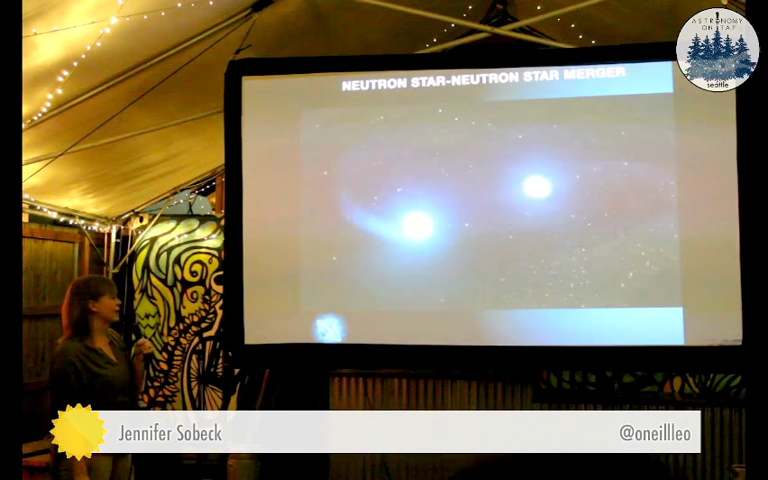 NEUTRON STAR-NEUTRON STAR MERGER
ASTRONOMY
ON TAP
seattle
Jennifer Sobeck
@oneillleo